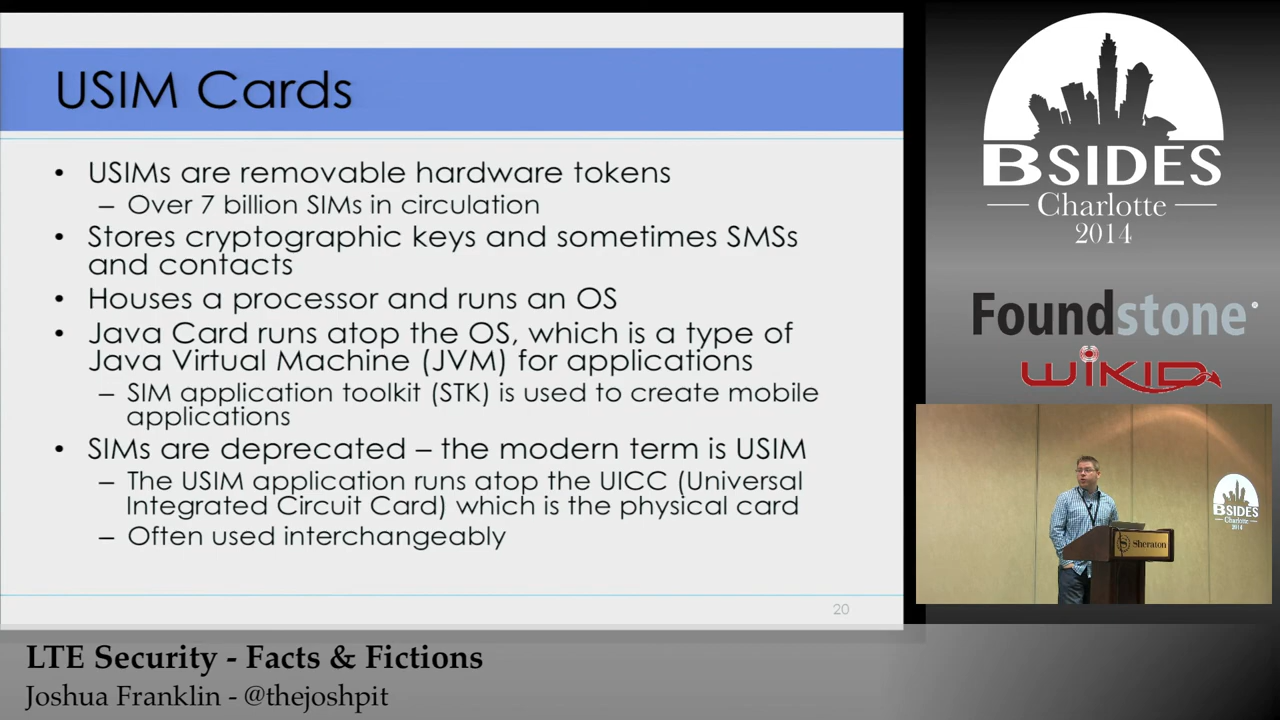 USIM Cards
• USIMs are removable hardware tokens
– Over 7 billion SIMs in circulation
• Stores cryptographic keys and sometimes SMSs
and contacts
• Houses a processor and runs an OS
• Java Card runs atop the OS, which is a type of
Java Virtual Machine (JVM) for applications
– SIM application toolkit (STK) is used to create mobile
applications
• SIMs are deprecated – the modern term is USIM
– The USIM application runs atop the UICC (Universal
Integrated Circuit Card) which is the physical card
– Often used interchangeably
20
BSIDES
Charlotte
2014
Foundstone
WIKID
Sheraton
BSIDES
Charlotte
2014
LTE Security - Facts & Fictions
Joshua Franklin - @thejoshpit